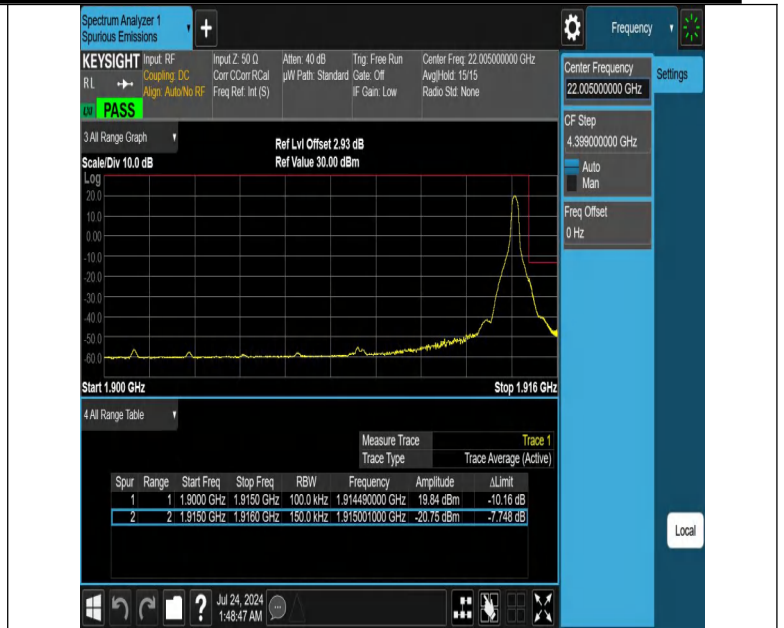 Spectrum Analyzer 1
Spurious Emissions
+
Frequency
KEYSIGHT
RL
LXI
PASS
Input: RF
Coupling: DC
Align: Auto/No RF
Input Z: 50 Ω
Corr CCorr RCal
Freq Ref: Int (S)
Atten: 40 dB
µW Path: Standard
Trig: Free Run
Gate: Off
IF Gain: Low
Center Freq: 22.005000000 GHz
Avg|Hold: 15/15
Radio Std: None
Center Frequency
22.005000000 GHz
Settings
CF Step
4.399000000 GHz
Auto
Man
Freq Offset
0 Hz
Local
3 All Range Graph
Ref Lvl Offset 2.93 dB
Scale/Div 10.0 dB
Ref Value 30.00 dBm
Log
20.0
10.0
0.00
-10.0
-20.0
-30.0
-40.0
-50.0
-60.0
Start 1.900 GHz
Stop 1.916 GHz
4 All Range Table
Measure Trace Trace 1
Trace Type Trace Average (Active)
Spur Range Start Freq Stop Freq RBW Frequency Amplitude ΔLimit
1 1 1.9000 GHz 1.9150 GHz 100.0 kHz 1.914490000 GHz 19.84 dBm -10.16 dB
2 2 1.9150 GHz 1.9160 GHz 150.0 kHz 1.915001000 GHz -20.75 dBm -7.748 dB
?
Jul 24, 2024
1:48:47 AM